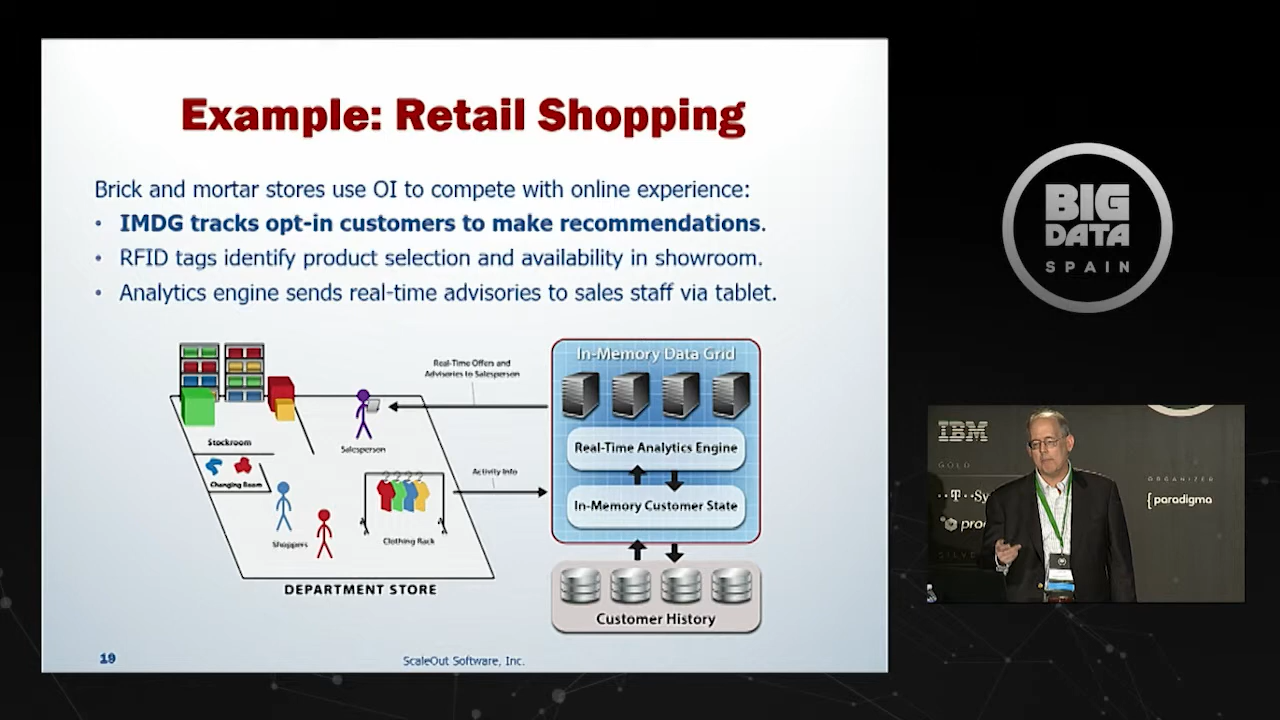 Example: Retail Shopping
Brick and mortar stores use OI to compete with online experience:
• IMDG tracks opt-in customers to make recommendations.
• RFID tags identify product selection and availability in showroom.
• Analytics engine sends real-time advisories to sales staff via tablet.
Real-Time Offers and
Advisories to Salesperson
Stockroom
Salesperson
Changing Room
Activity Info
Shoppers
Clothing Rack
DEPARTMENT STORE
In-Memory Data Grid
Real-Time Analytics Engine
In-Memory Customer State
Customer History
19
ScaleOut Software, Inc.
BIG
DATA
SPAIN
IBM
GOLD
ORGANIZER
{paradigma
SILVE